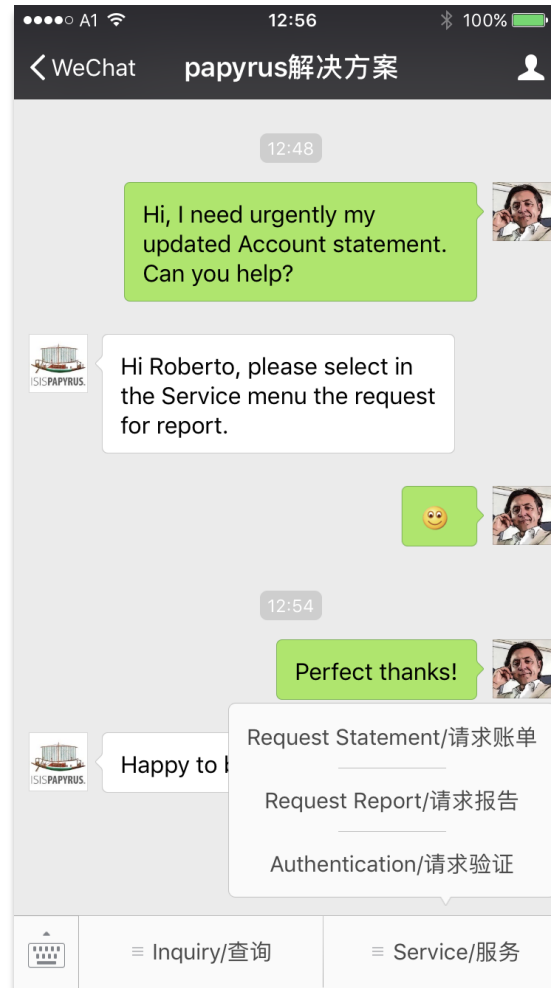 A1 12:56 100%
WeChat papyrus解决方案
12:48
Hi, I need urgently my
updated Account statement.
Can you help?
ISISPAPYRUS.
Hi Roberto, please select in
the Service menu the request
for report.
12:54
Perfect thanks!
ISISPAPYRUS.
Happy to
Request Statement/请求账单
Request Report/请求报告
Authentication/请求验证
Inquiry/查询
Service/服务